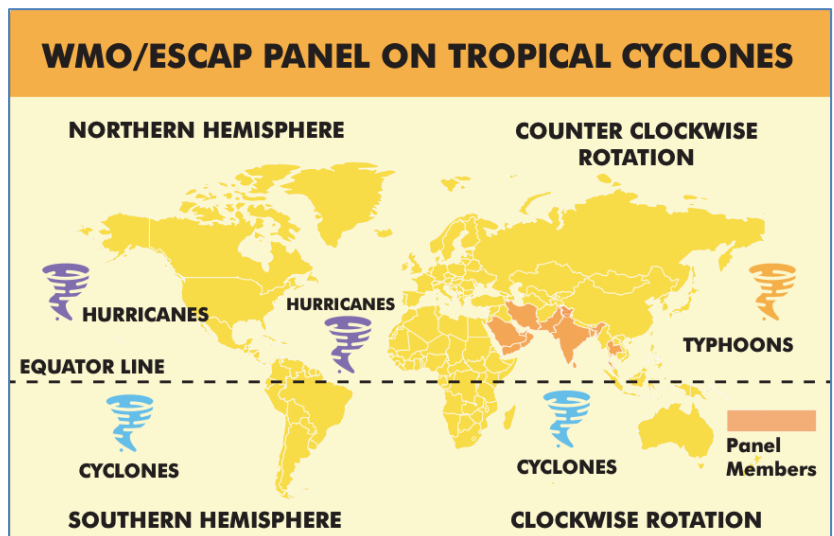 WMO/ESCAP PANEL ON TROPICAL CYCLONES
NORTHERN HEMISPHERE
COUNTER CLOCKWISE
ROTATION
HURRICANES
HURRICANES
TYPHOONS
EQUATOR LINE
CYCLONES
CYCLONES
Panel
Members
SOUTHERN HEMISPHERE
CLOCKWISE ROTATION